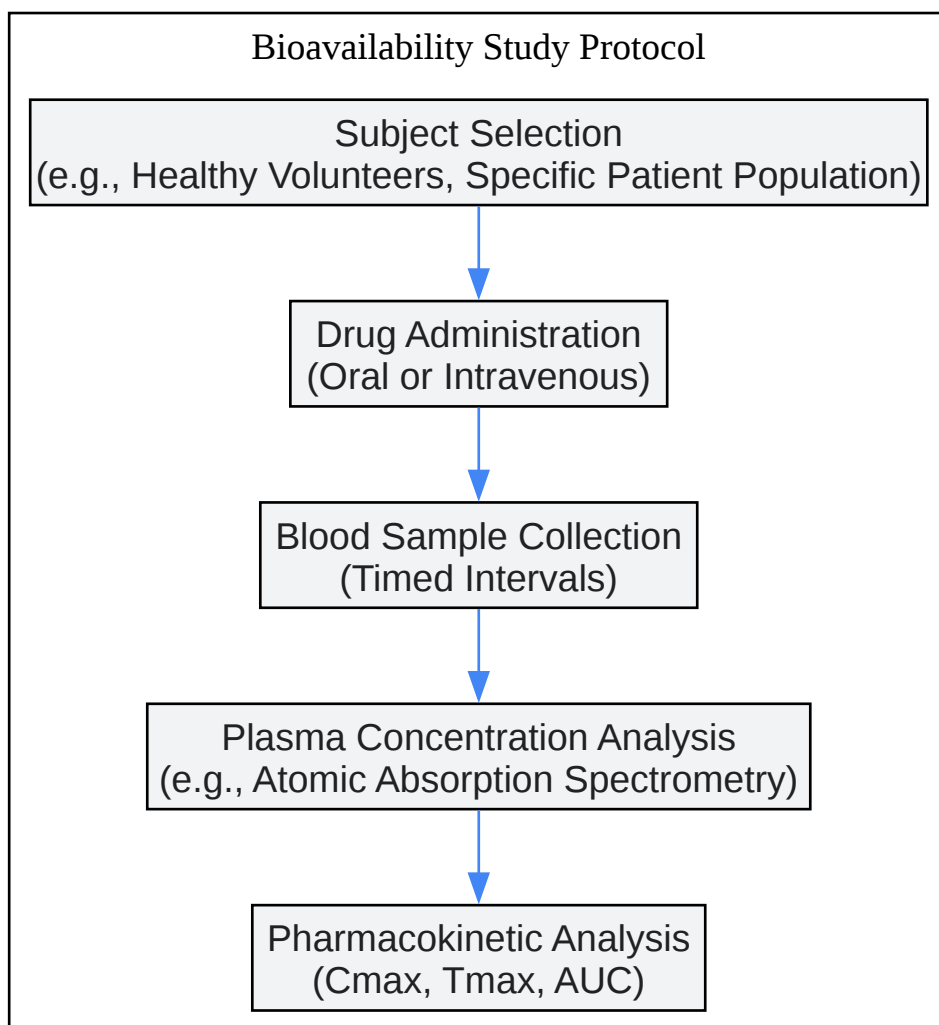 Bioavailability Study Protocol
Subject Selection
(e.g., Healthy Volunteers, Specific Patient Population)
Drug Administration
(Oral or Intravenous)
Blood Sample Collection
(Timed Intervals)
Plasma Concentration Analysis
(e.g., Atomic Absorption Spectrometry)
Pharmacokinetic Analysis
(Cmax, Tmax, AUC)